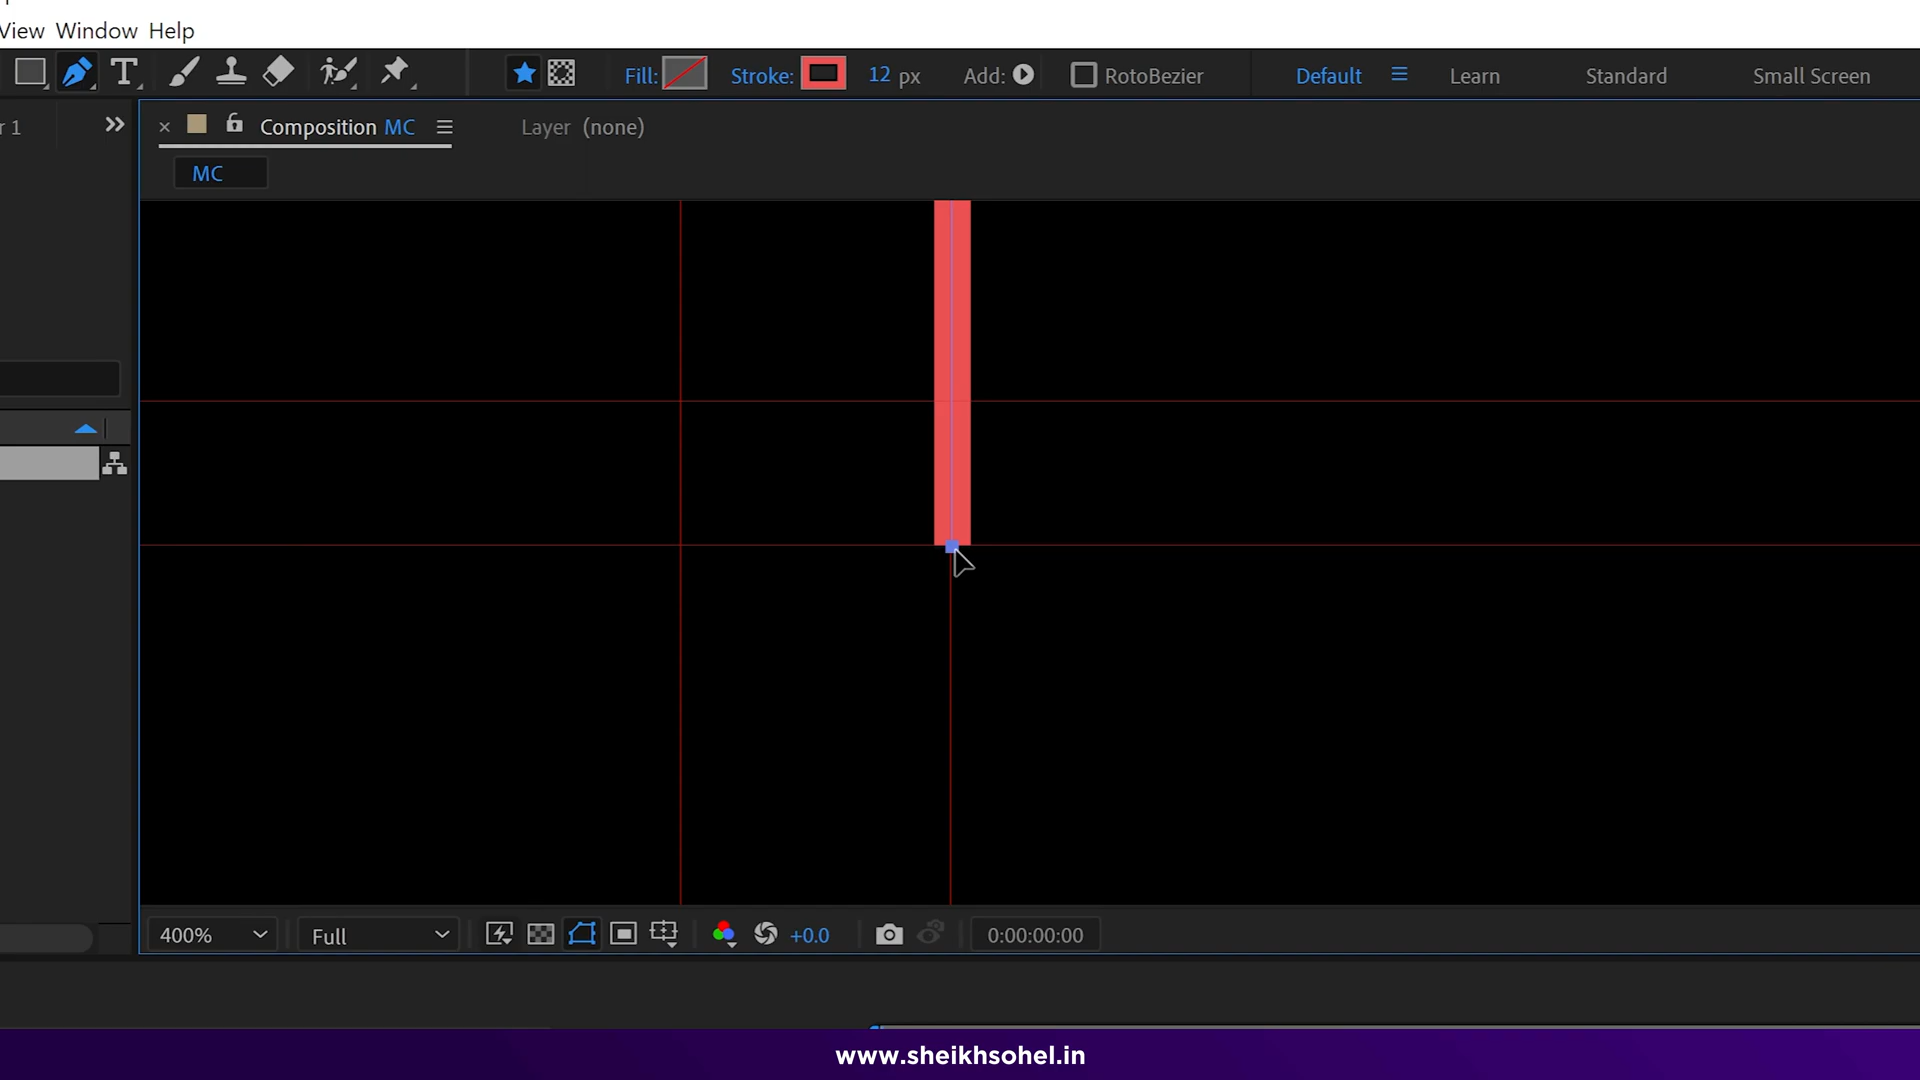 View Window Help
T Fill: Stroke: 12 px Add: RotoBezier Default Learn Standard Small Screen
r 1 Composition MC Layer (none)
MC
400% Full +0.0 0:00:00:00
www.sheikhsohel.in